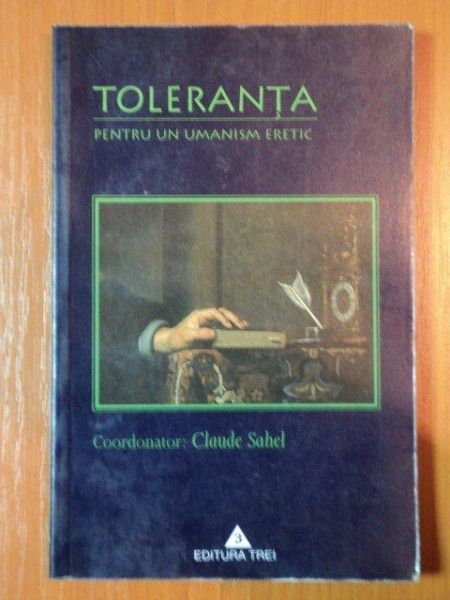 TOLERANȚA
PENTRU UN UMANISM ERETIC
Coordonator: Claude Sahel
3
EDITURA TREI